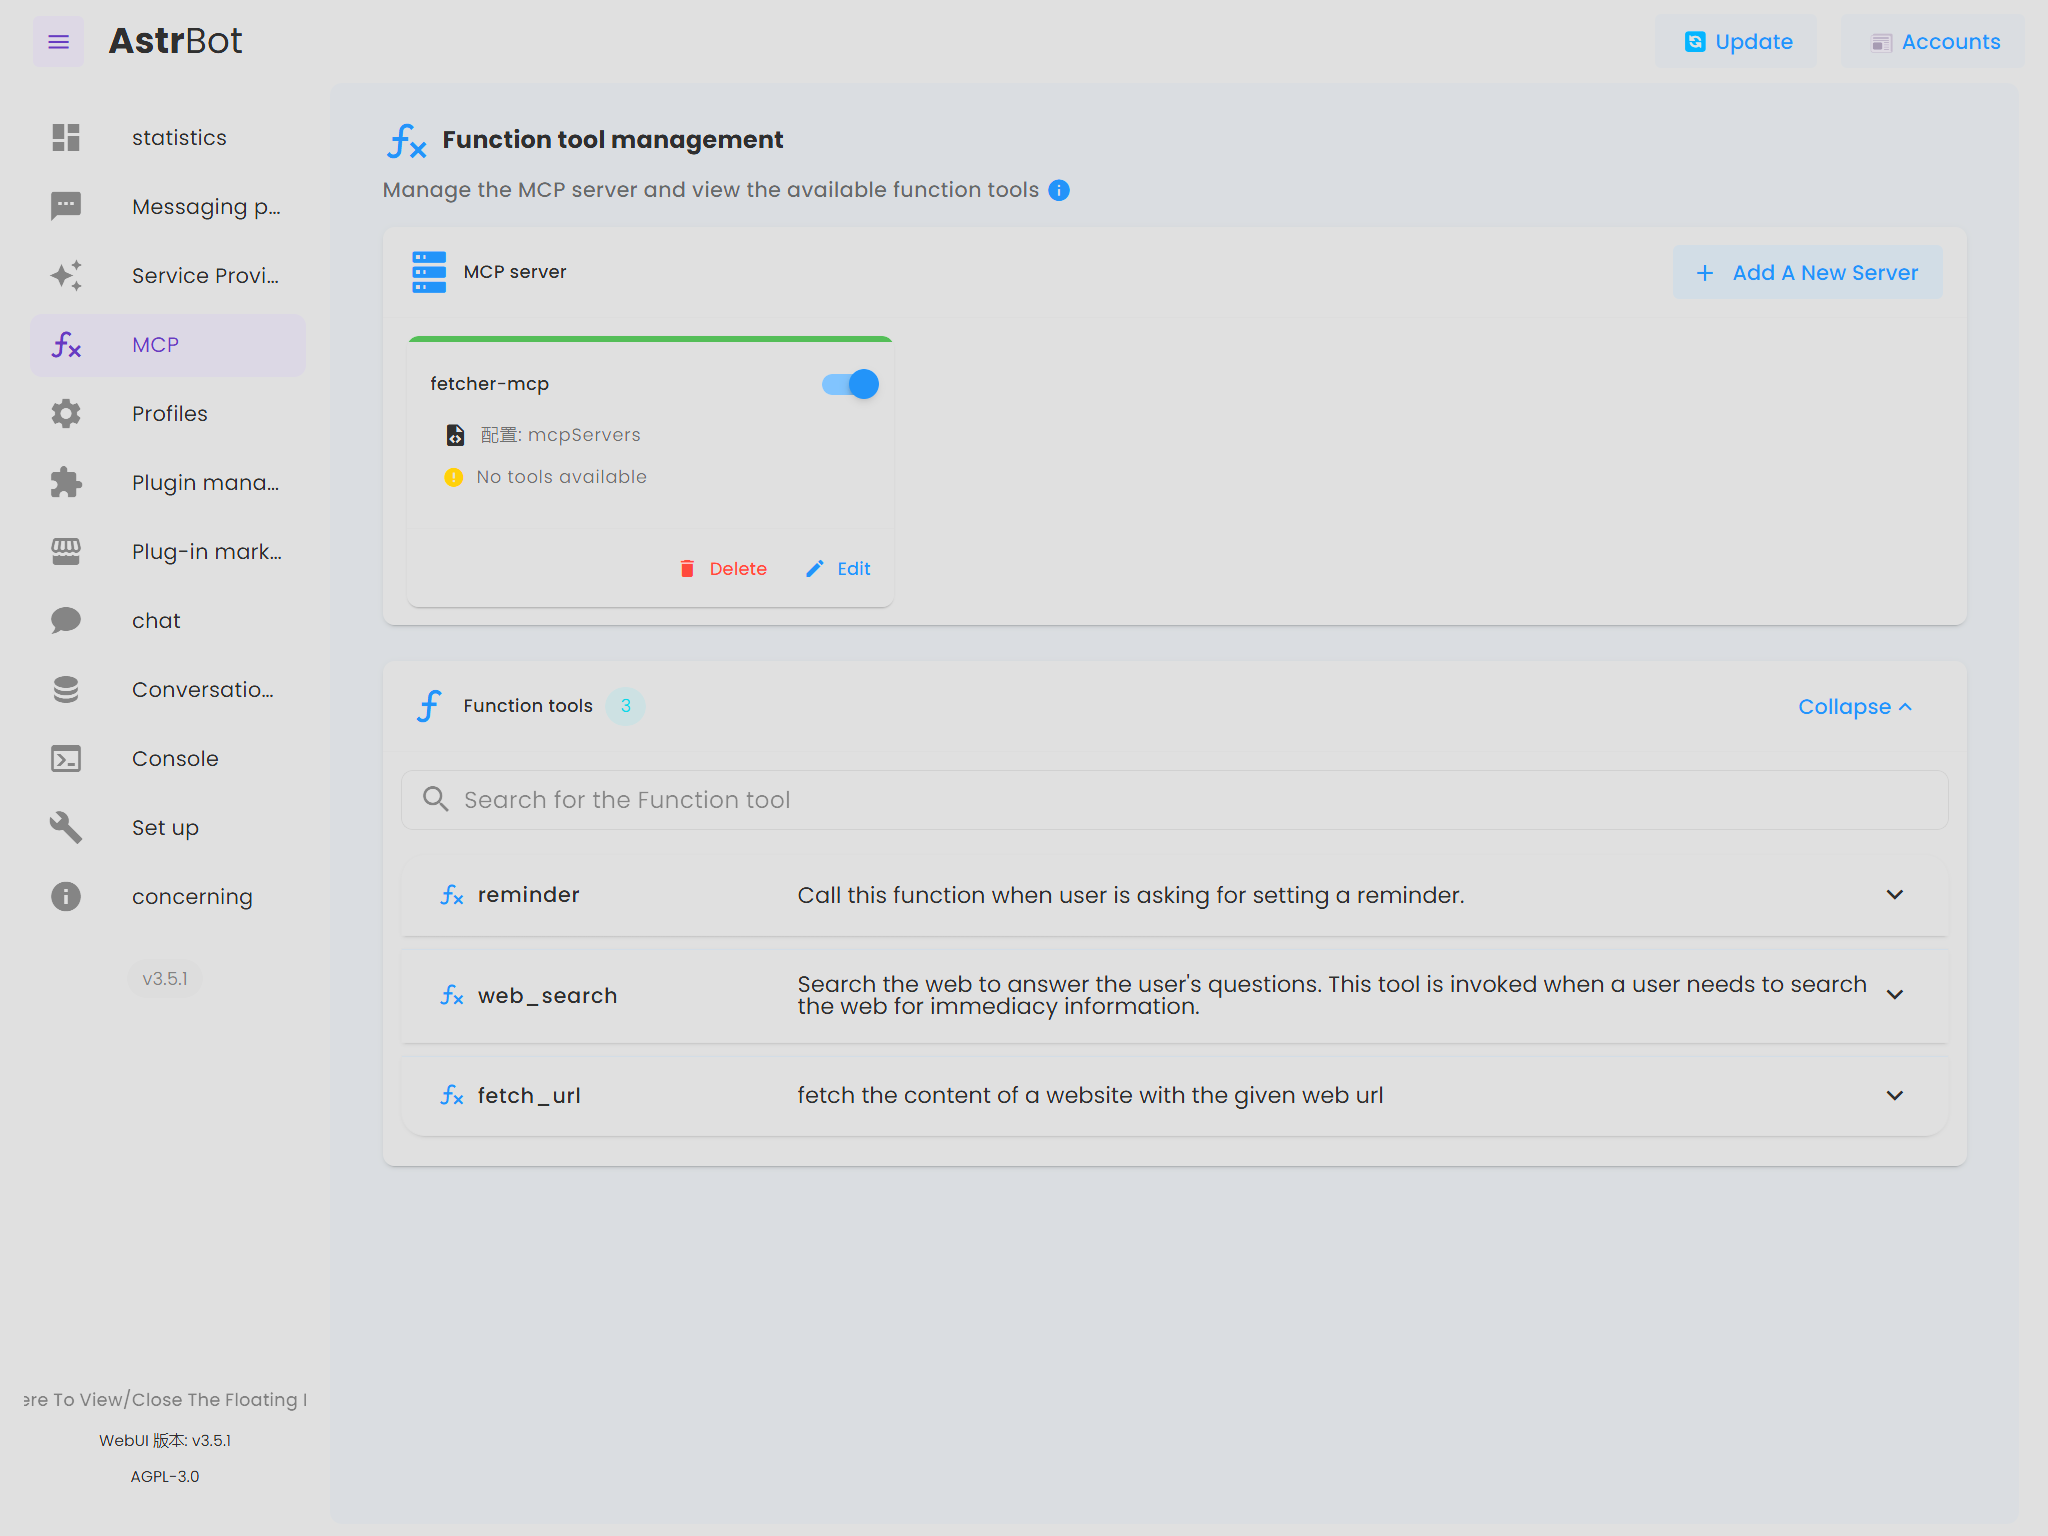 AstrBot
Update
Accounts
statistics
Messaging p...
Service Provi...
MCP
Profiles
Plugin mana...
Plug-in mark...
chat
Conversatio...
Console
Set up
concerning
v3.5.1
ere To View/Close The Floating
WebUI 版本: v3.5.1
AGPL-3.0
Function tool management
Manage the MCP server and view the available function tools
MCP server
Add A New Server
fetcher-mcp
配置: mcpServers
No tools available
Delete
Edit
Function tools 3
Collapse
Search for the Function tool
reminder
Call this function when user is asking for setting a reminder.
web_search
Search the web to answer the user's questions. This tool is invoked when a user needs to search
the web for immediacy information.
fetch_url
fetch the content of a website with the given web url